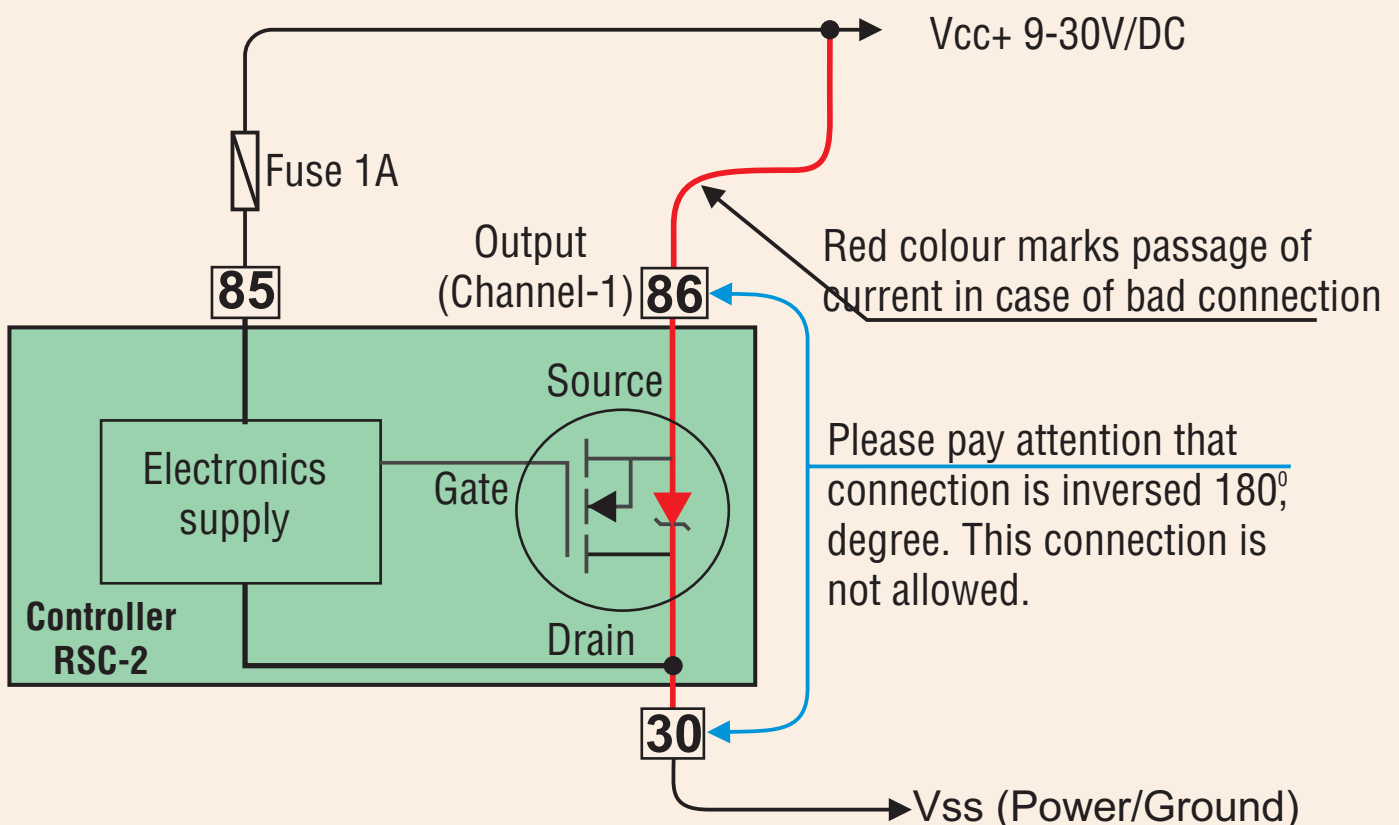 Vcc+ 9-30V/DC
Fuse 1A
Output
(Channel-1)
85
86
Red colour marks passage of
current in case of bad connection
Source
Electronics
supply
Gate
Please pay attention that
connection is inversed 180⁰,
degree. This connection is
not allowed.
Controller
RSC-2
Drain
30
Vss (Power/Ground)